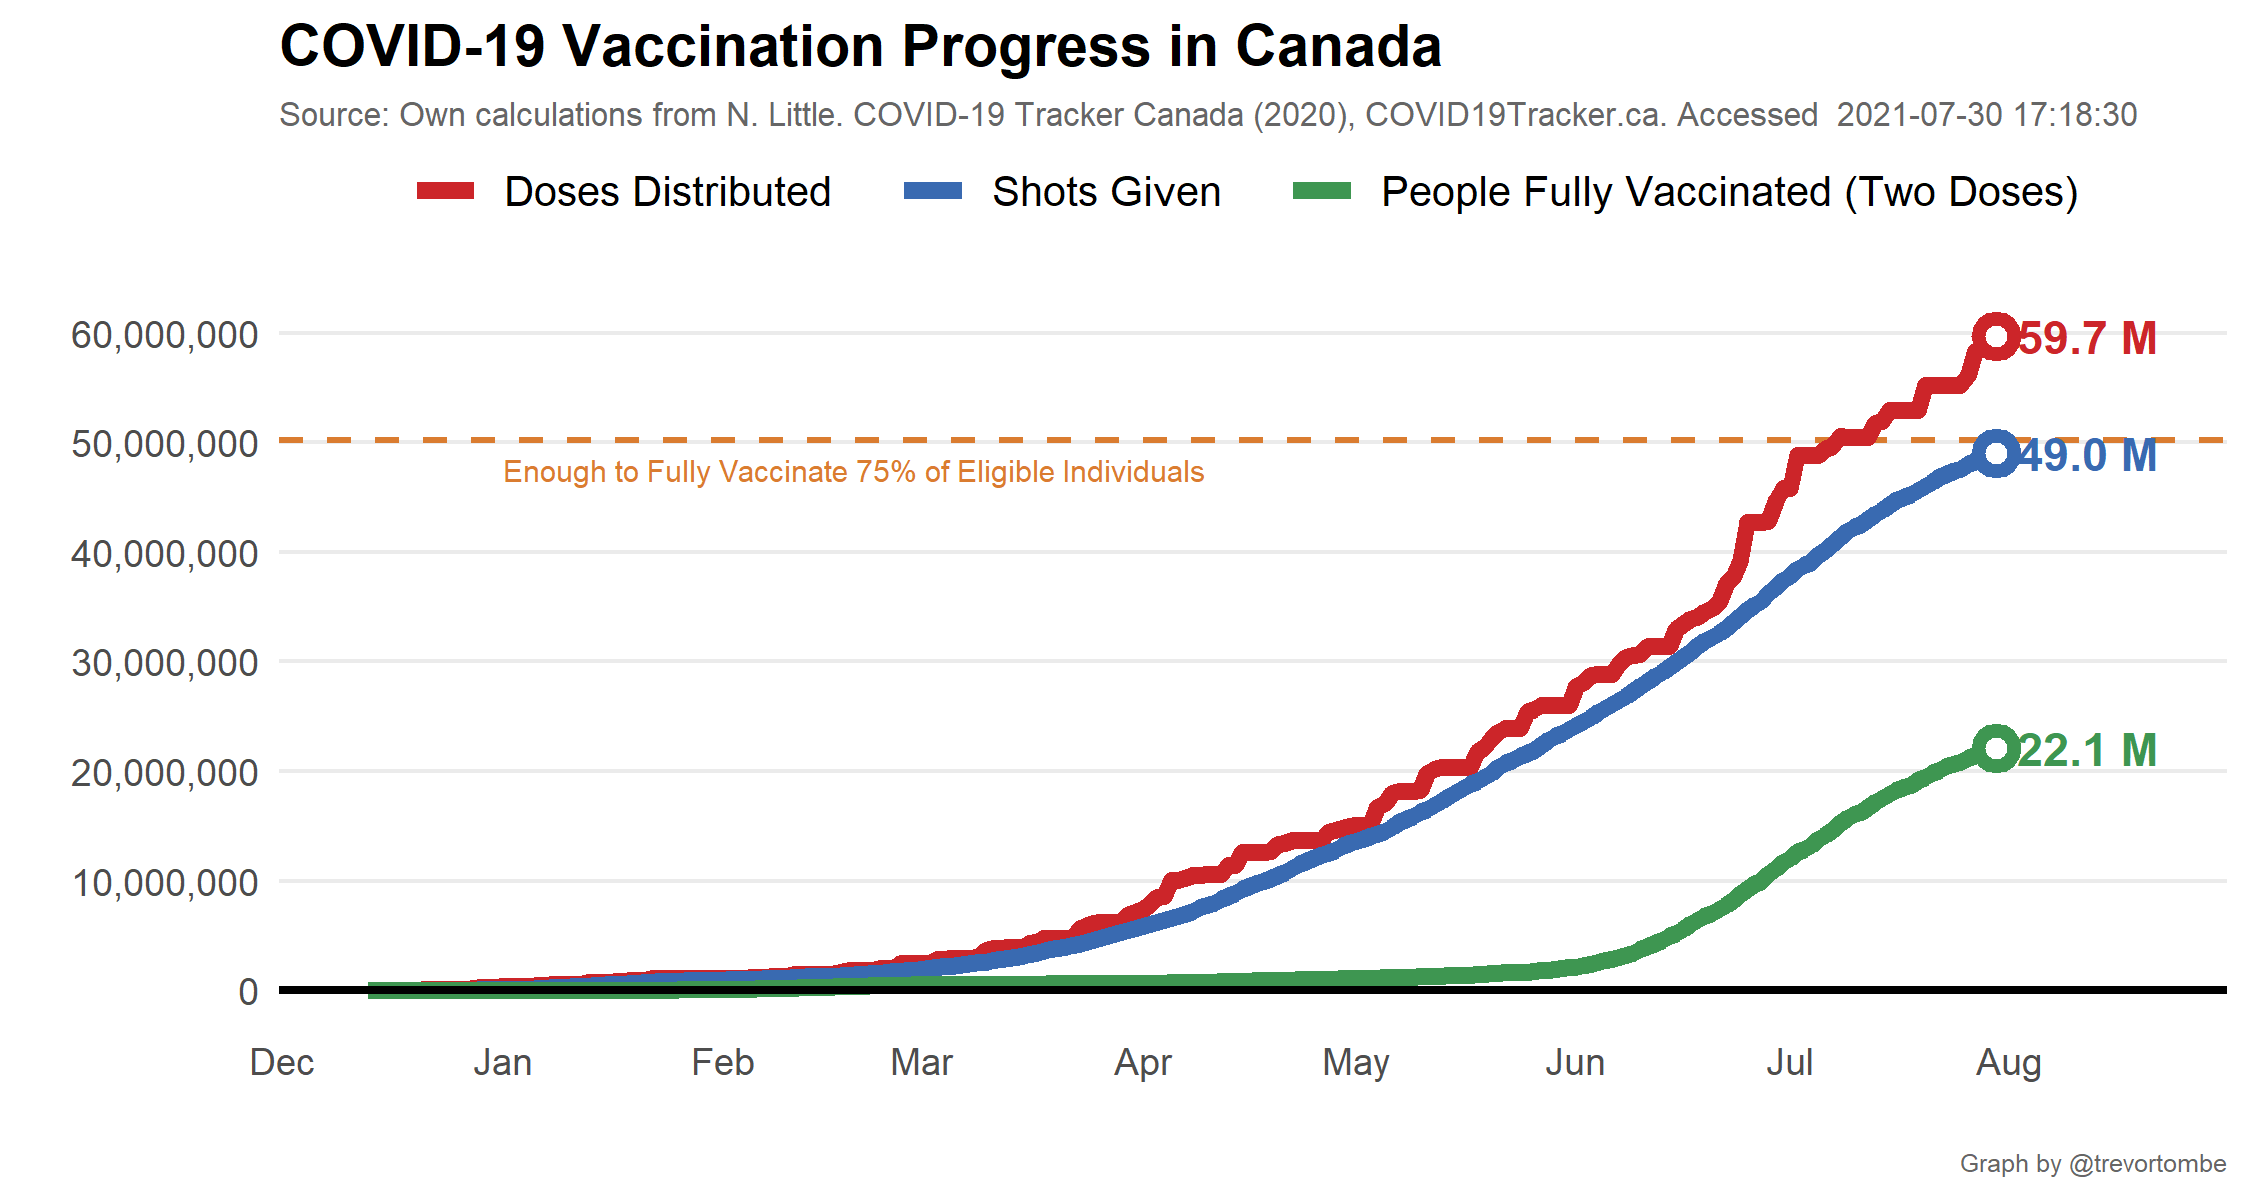 COVID-19 Vaccination Progress in Canada
Source: Own calculations from N. Little. COVID-19 Tracker Canada (2020), COVID19Tracker.ca. Accessed  2021-07-30 17:18:30
Doses Distributed Shots Given People Fully Vaccinated (Two Doses)
60,000,000
59.7 M
50,000,000
49.0 M
Enough to Fully Vaccinate 75% of Eligible Individuals
40,000,000
30,000,000
20,000,000
22.1 M
10,000,000
0
Dec Jan Feb Mar Apr May Jun Jul Aug
Graph by @trevortombe